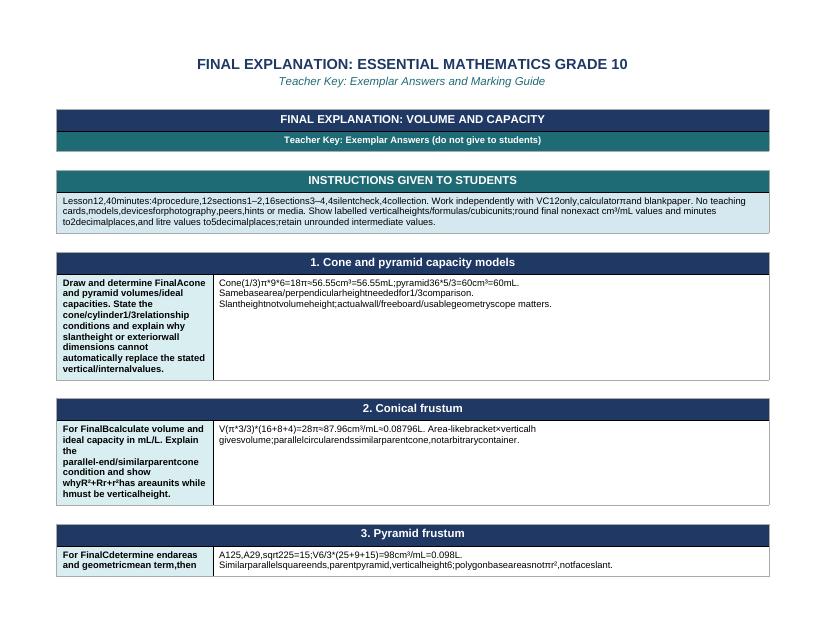 FINAL EXPLANATION: ESSENTIAL MATHEMATICS GRADE 10
Teacher Key: Exemplar Answers and Marking Guide
FINAL EXPLANATION: VOLUME AND CAPACITY
Teacher Key: Exemplar Answers (do not give to students)
INSTRUCTIONS GIVEN TO STUDENTS
Lesson12,40minutes:4procedure,12sections1–2,16sections3–4,4silentcheck,4collection. Work independently with VC12only,calculatorπand blankpaper. No teaching
cards,models,devicesforphotography,peers,hints or media. Show labelled verticalheights/formulas/cubicunits;round final nonexact cm³/mL values and minutes
to2decimalplaces,and litre values to5decimalplaces;retain unrounded intermediate values.
1. Cone and pyramid capacity models
Draw and determine FinalAcone
and pyramid volumes/ideal
capacities. State the
cone/cylinder1/3relationship
conditions and explain why
slantheight or exteriorwall
dimensions cannot
automatically replace the stated
vertical/internalvalues.
Cone(1/3)π*9*6=18π≈56.55cm³=56.55mL;pyramid36*5/3=60cm³=60mL.
Samebasearea/perpendicularheightneededfor1/3comparison.
Slantheightnotvolumeheight;actualwall/freeboard/usablegeometryscope matters.
2. Conical frustum
For FinalBcalculate volume and
ideal capacity in mL/L. Explain
the
parallel-end/similarparentcone
condition and show
whyR²+Rr+r²has areaunits while
hmust be verticalheight.
V(π*3/3)*(16+8+4)=28π≈87.96cm³/mL≈0.08796L. Area-likebracket×verticalh
givesvolume;parallelcircularendssimilarparentcone,notarbitrarycontainer.
3. Pyramid frustum
For FinalCdetermine endareas
and geometricmean term,then
A125,A29,sqrt225=15;V6/3*(25+9+15)=98cm³/mL=0.098L.
Similarparallelsquareends,parentpyramid,verticalheight6;polygonbaseareasnotπr²,notfaceslant.